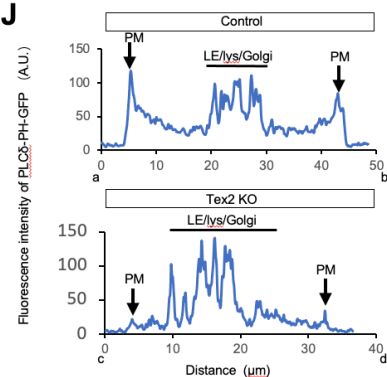 J
Fluorescence intensity of PLCδ-PH-GFP (A.U.)
Control
PM
LE/lys/Golgi
PM
150
100
50
0
0 10 20 30 40 50
a b
Tex2 KO
LE/lys/Golgi
PM
PM
150
100
50
0
0 10 20 30 40
c d
Distance (μm)